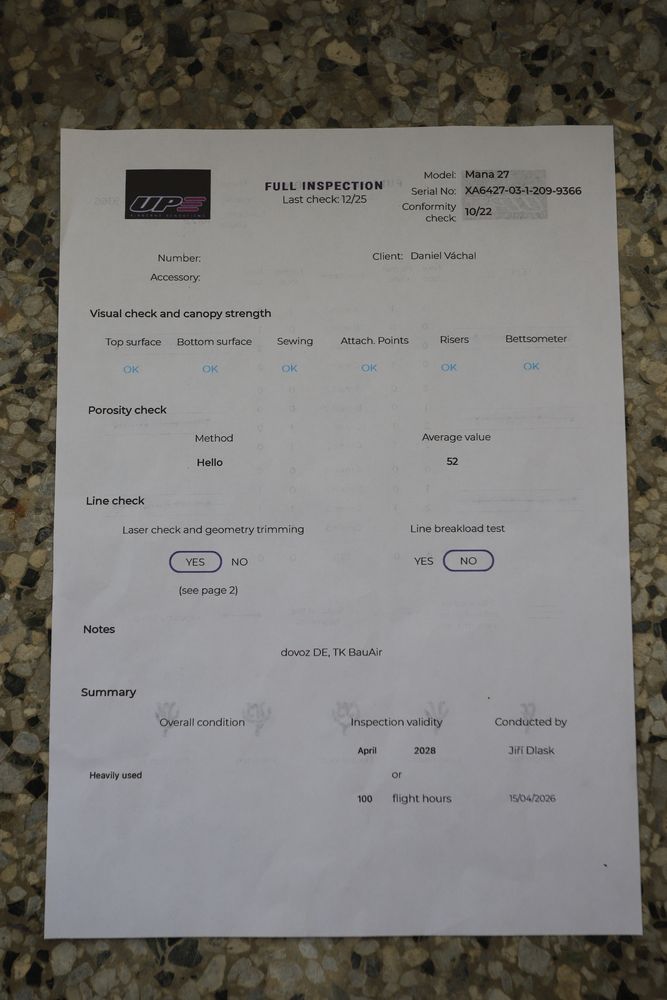 UP
FULL INSPECTION
Last check: 12/25
Model: Mana 27
Serial No: XA6427-03-1-209-9366
Conformity check: 10/22
Number:
Client: Daniel Váchal
Accessory:
Visual check and canopy strength
Top surface Bottom surface Sewing Attach. Points Risers Bettsometer
OK OK OK OK OK OK
Porosity check
Method Average value
Hello 52
Line check
Laser check and geometry trimming Line breakload test
YES NO YES NO
(see page 2)
Notes
dovoz DE, TK BauAir
Summary
Overall condition Inspection validity Conducted by
April 2028 Jiří Dlask
Heavily used or
100 flight hours 15/04/2026